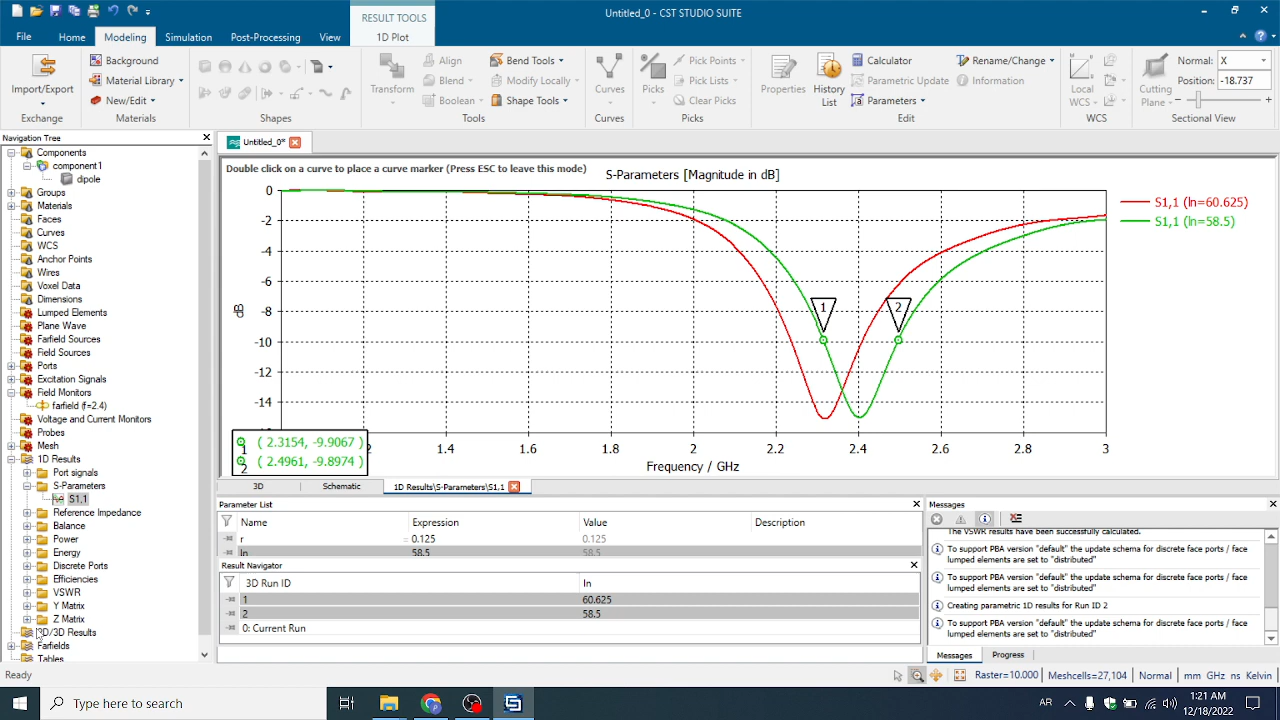 Untitled_0 - CST STUDIO SUITE
RESULT TOOLS
File
Home
Modeling
Simulation
Post-Processing
View
1D Plot
Import/Export
Exchange
Background
Material Library
New/Edit
Materials
Shapes
Transform
Align
Blend
Boolean
Bend Tools
Modify Locally
Shape Tools
Tools
Curves
Curves
Picks
Pick Points
Pick Lists
Clear Picks
Picks
Properties
History
List
Calculator
Parametric Update
Parameters
Rename/Change
Information
Edit
Local
WCS
WCS
Cutting
Plane
Normal: X
Position: -18.737
Sectional View
Navigation Tree
Components
component1
dipole
Groups
Materials
Faces
Curves
WCS
Anchor Points
Wires
Voxel Data
Dimensions
Lumped Elements
Plane Wave
Farfield Sources
Field Sources
Ports
Excitation Signals
Field Monitors
farfield (f=2.4)
Voltage and Current Monitors
Probes
Mesh
1D Results
Port signals
S-Parameters
S1,1
Reference Impedance
Balance
Power
Energy
Discrete Ports
Efficiencies
VSWR
Y Matrix
Z Matrix
2D/3D Results
Farfields
Tables
Untitled_0*
Double click on a curve to place a curve marker (Press ESC to leave this mode)
S-Parameters [Magnitude in dB]
S1,1 (ln=60.625)
S1,1 (ln=58.5)
0
-2
-4
-6
-8
-10
-12
-14
dB
1
2
1 ( 2.3154, -9.9067 )
2 ( 2.4961, -9.8974 )
1.4
1.6
1.8
2
2.2
2.4
2.6
2.8
3
Frequency / GHz
3D
Schematic
1D Results\S-Parameters\S1,1
Parameter List
Name
Expression
Value
Description
r
= 0.125
0.125
ln
58.5
58.5
Result Navigator
3D Run ID
ln
1
60.625
2
58.5
0: Current Run
Messages
The VSWR results have been successfully calculated.
To support PBA version "default" the update schema for discrete face ports / face
lumped elements are set to "distributed"
To support PBA version "default" the update schema for discrete face ports / face
lumped elements are set to "distributed"
Creating parametric 1D results for Run ID 2
To support PBA version "default" the update schema for discrete face ports / face
lumped elements are set to "distributed"
Messages
Progress
Ready
Raster=10.000
Meshcells=27,104
Normal
mm GHz ns Kelvin
Type here to search
AR
1:21 AM
12/18/2022